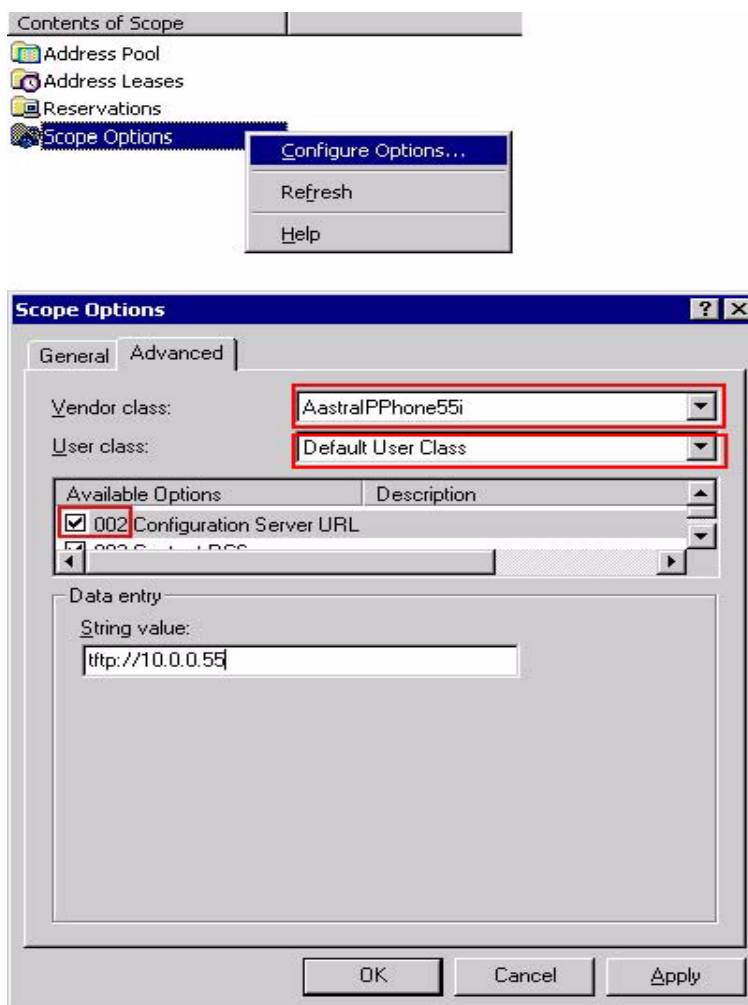 Contents of Scope
Address Pool
Address Leases
Reservations
Scope Options
Configure Options...
Refresh
Help
Scope Options
General Advanced
Vendor class: AastraIPPhone55i
User class: Default User Class
Available Options Description
002 Configuration Server URL
Data entry
String value:
tftp://10.0.0.55
OK Cancel Apply